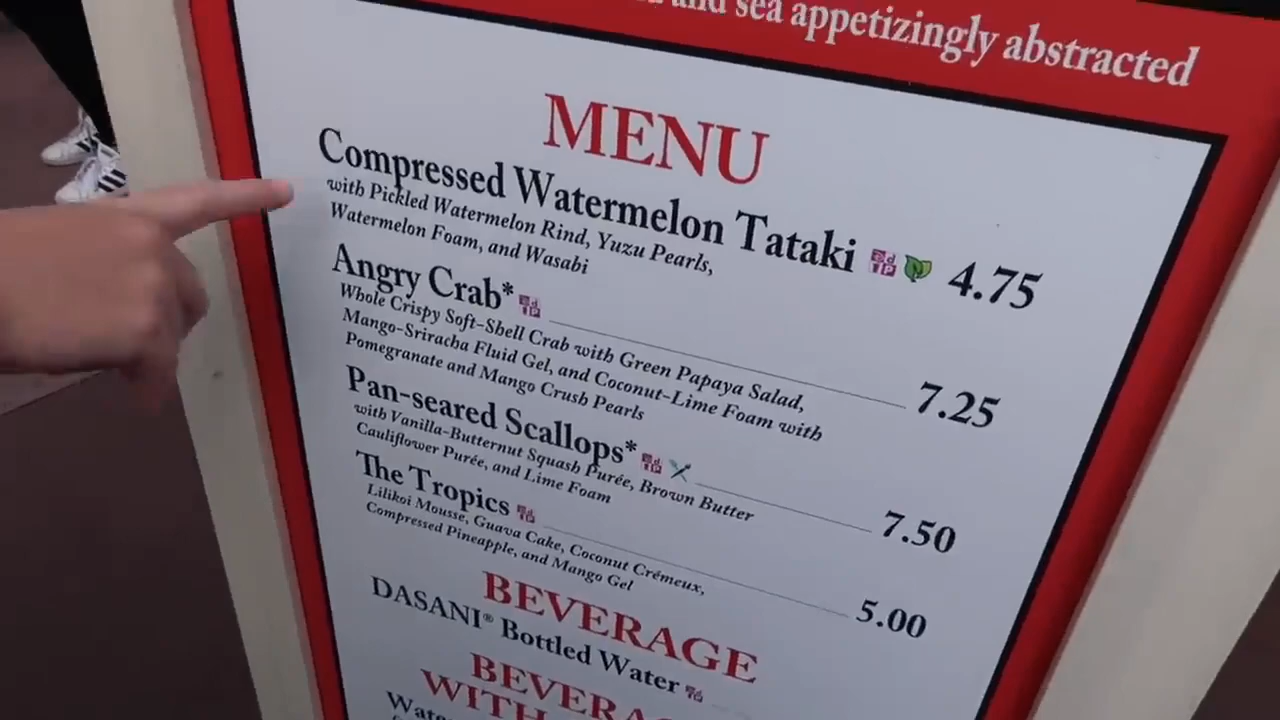 and sea appetizingly abstracted
MENU
Compressed Watermelon Tataki 4.75
with Pickled Watermelon Rind, Yuzu Pearls,
Watermelon Foam, and Wasabi
Angry Crab* 7.25
Whole Crispy Soft-Shell Crab with Green Papaya Salad,
Mango-Sriracha Fluid Gel, and Coconut-Lime Foam with
Pomegranate and Mango Crush Pearls
Pan-seared Scallops* 7.50
with Vanilla-Butternut Squash Purée, Brown Butter
Cauliflower Purée, and Lime Foam
The Tropics 5.00
Lilikoi Mousse, Guava Cake, Coconut Crémeux,
Compressed Pineapple, and Mango Gel
BEVERAGE
DASANI® Bottled Water
WITH